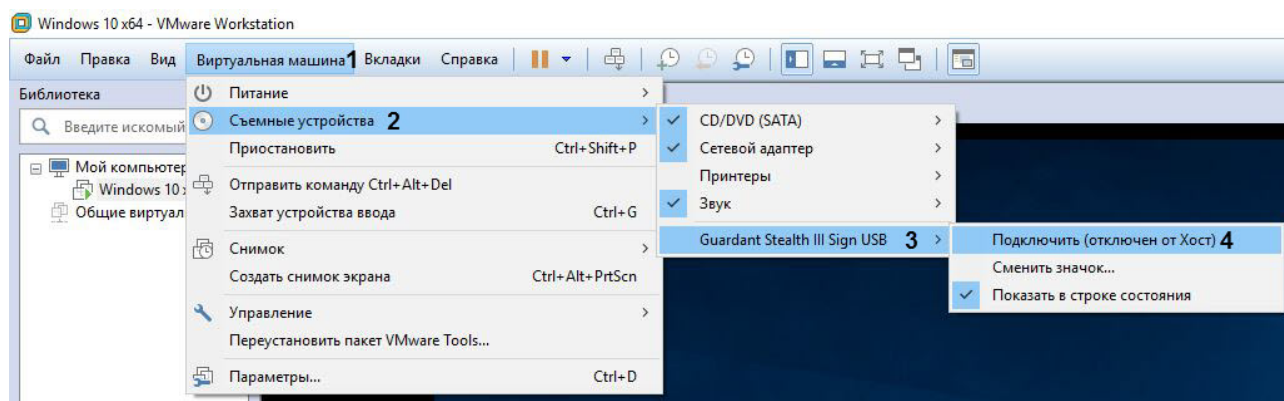 Windows 10 x64 - VMware Workstation
Файл Правка Вид Виртуальная машина 1 Вкладки Справка
Библиотека
Введите искомый
Мой компьютер
Windows 10 x
Общие виртуал
Питание
Съемные устройства 2
Приостановить Ctrl+Shift+P
Отправить команду Ctrl+Alt+Del
Захват устройства ввода Ctrl+G
Снимок
Создать снимок экрана Ctrl+Alt+PrtScn
Управление
Переустановить пакет VMware Tools...
Параметры... Ctrl+D
CD/DVD (SATA)
Сетевой адаптер
Принтеры
Звук
Guardant Stealth III Sign USB 3
Подключить (отключен от Хост) 4
Сменить значок...
Показать в строке состояния